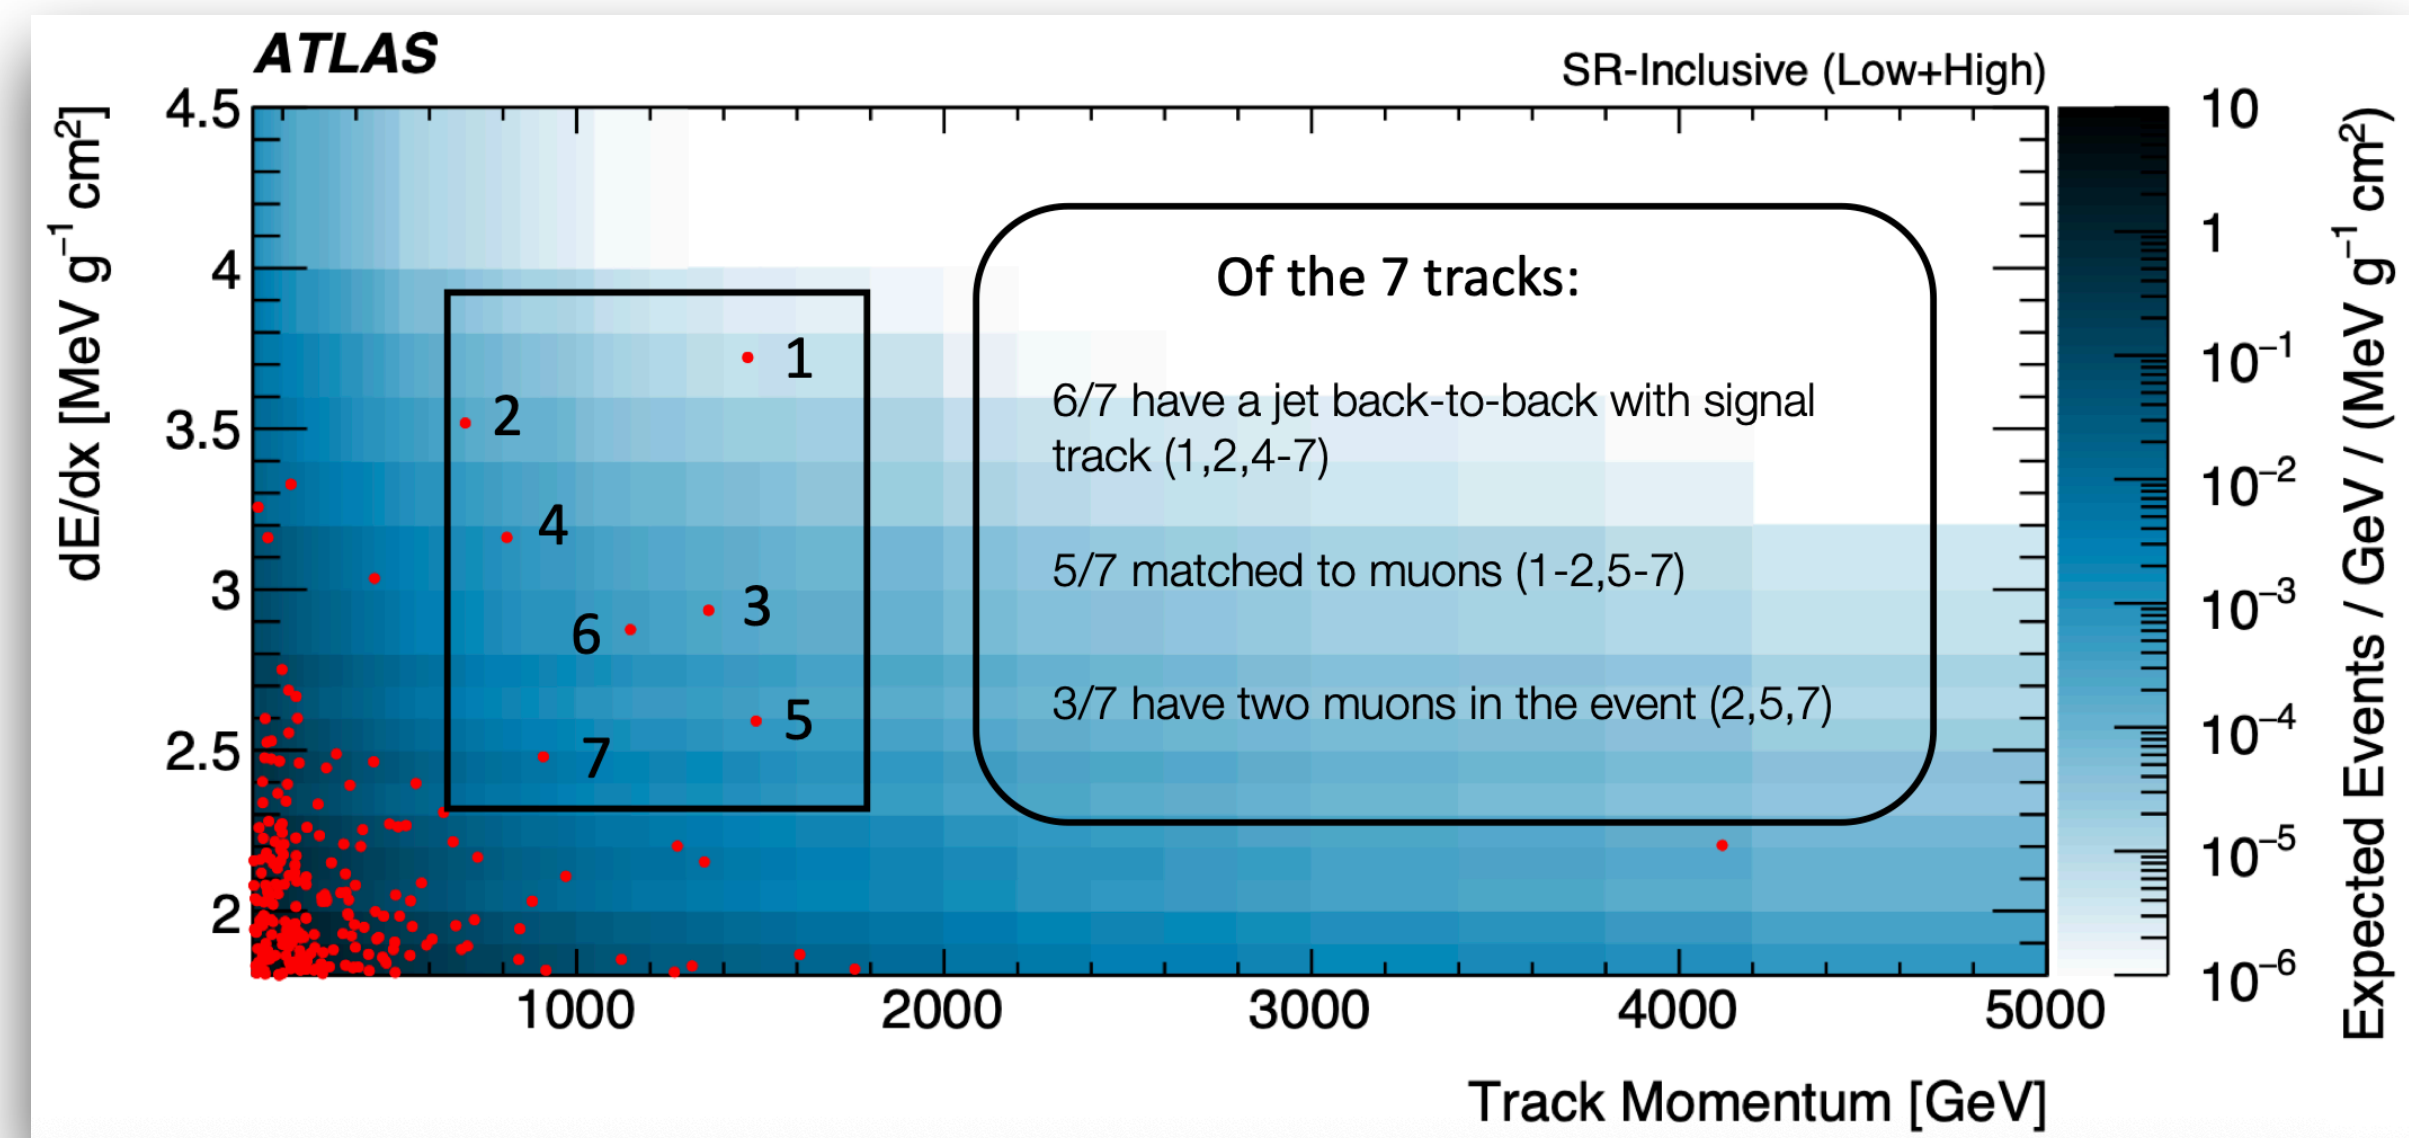 ATLAS
SR-Inclusive (Low+High)
dE/dx [MeV g⁻¹ cm²]
4.5
4
3.5
3
2.5
2
1
2
4
3
6
5
7
Of the 7 tracks:
6/7 have a jet back-to-back with signal
track (1,2,4-7)
5/7 matched to muons (1-2,5-7)
3/7 have two muons in the event (2,5,7)
1000
2000
3000
4000
5000
Track Momentum [GeV]
10
1
10⁻¹
10⁻²
10⁻³
10⁻⁴
10⁻⁵
10⁻⁶
Expected Events / GeV / (MeV g⁻¹ cm²)